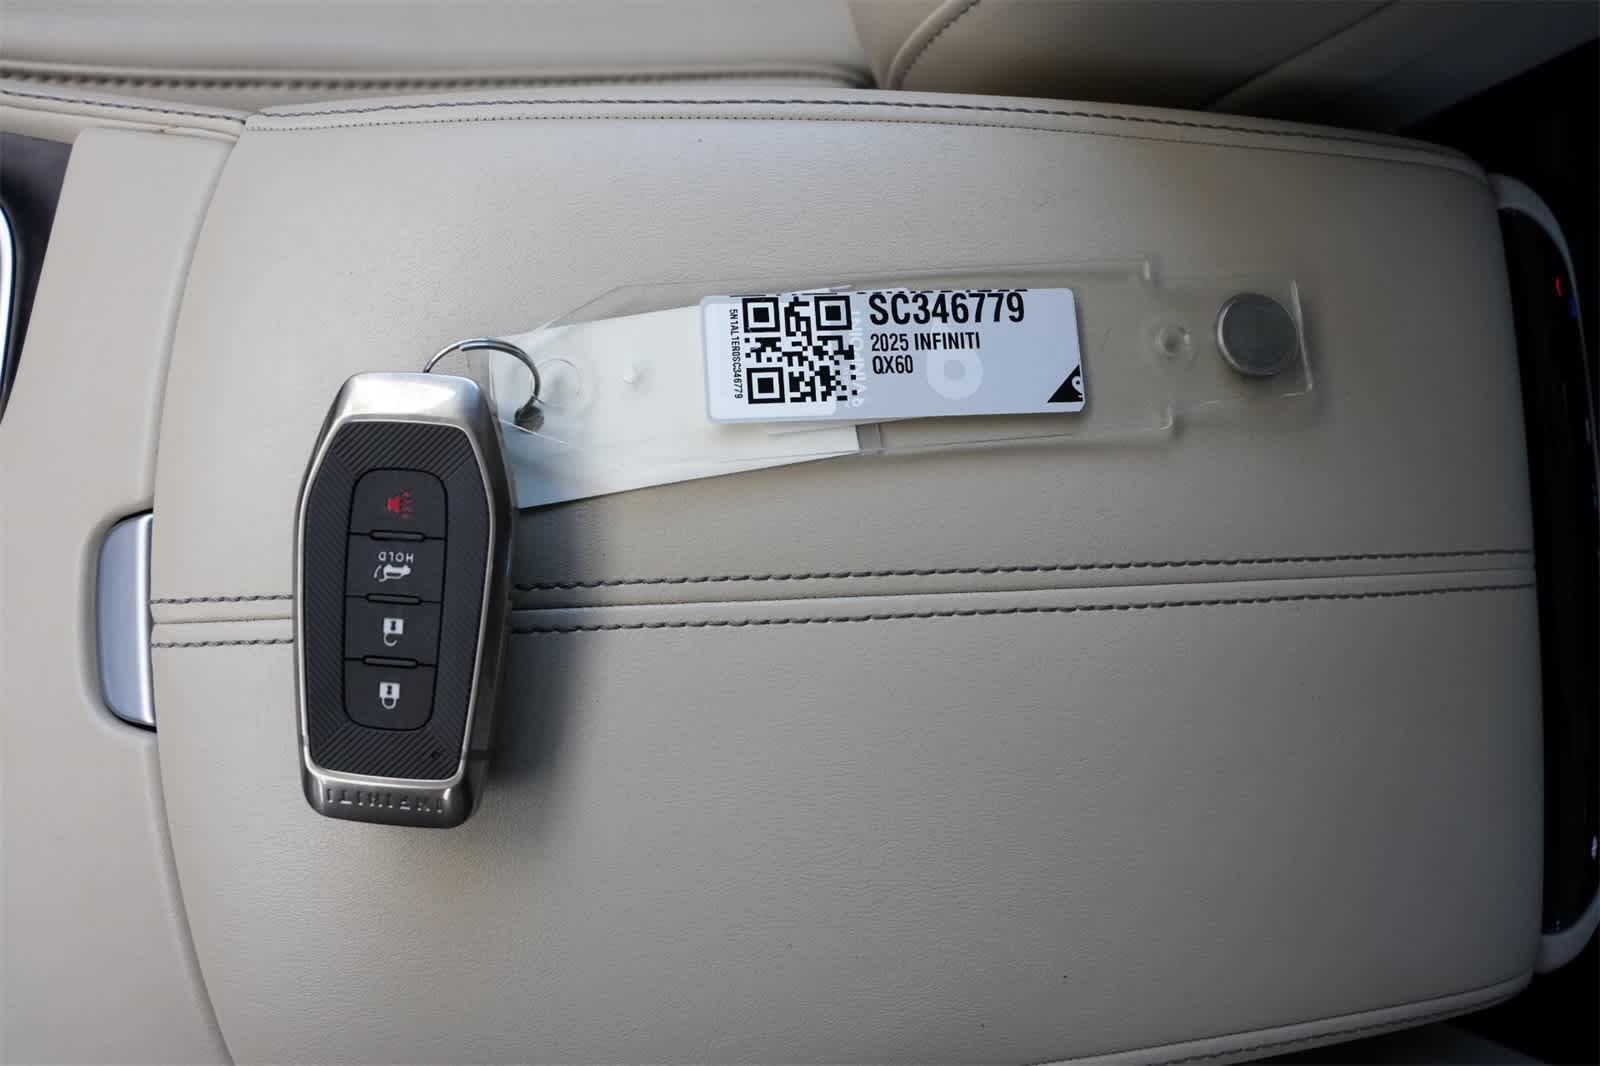 SC346779
2025 INFINITI
QX60
5N1AL1ER0SC346779
HOLD
INFINITI